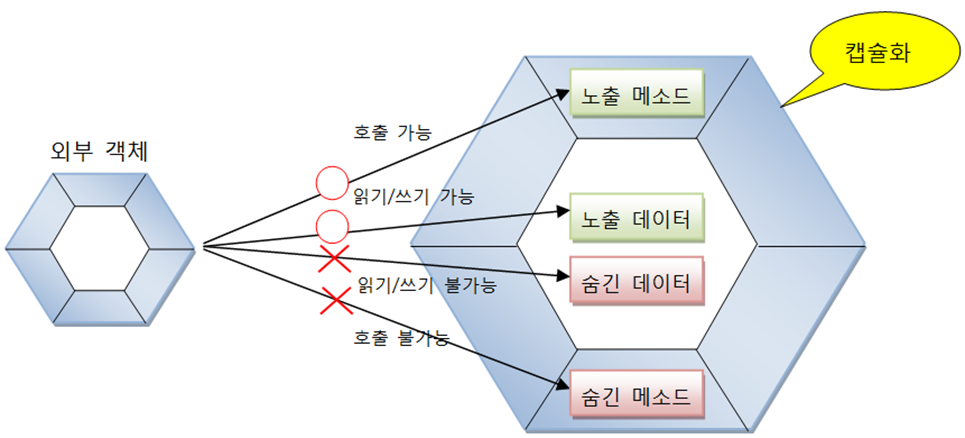 캡슐화
노출 메소드
호출 가능
외부 객체
읽기/쓰기 가능
노출 데이터
숨긴 데이터
읽기/쓰기 불가능
호출 불가능
숨긴 메소드